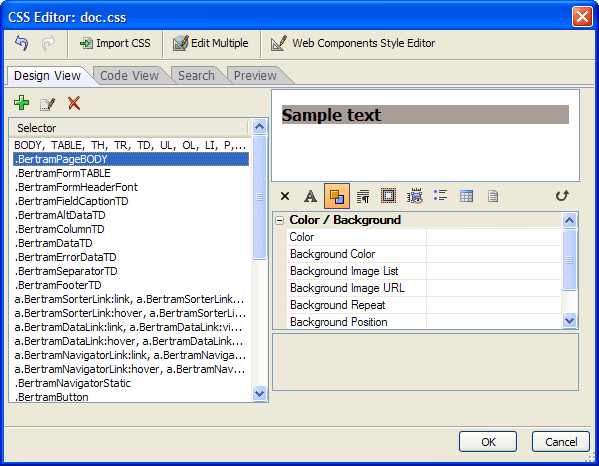 CSS Editor: doc.css
Import CSS Edit Multiple Web Components Style Editor
Design View Code View Search Preview
Selector
BODY, TABLE, TH, TR, TD, UL, OL, LI, P,...
.BertramPageBODY
.BertramFormTABLE
.BertramFormHeaderFont
.BertramFieldCaptionTD
.BertramAltDataTD
.BertramColumnTD
.BertramDataTD
.BertramErrorDataTD
.BertramSeparatorTD
.BertramFooterTD
a.BertramSorterLink:link, a.BertramSorterLink...
a.BertramSorterLink:hover, a.BertramSorterLi...
a.BertramDataLink:link, a.BertramDataLink:vi...
a.BertramDataLink:hover, a.BertramDataLink:...
a.BertramNavigatorLink:link, a.BertramNaviga...
a.BertramNavigatorLink:hover, a.BertramNav...
.BertramNavigatorStatic
.BertramButton
Sample text
Color / Background
Color
Background Color
Background Image List
Background Image URL
Background Repeat
Background Position
OK Cancel